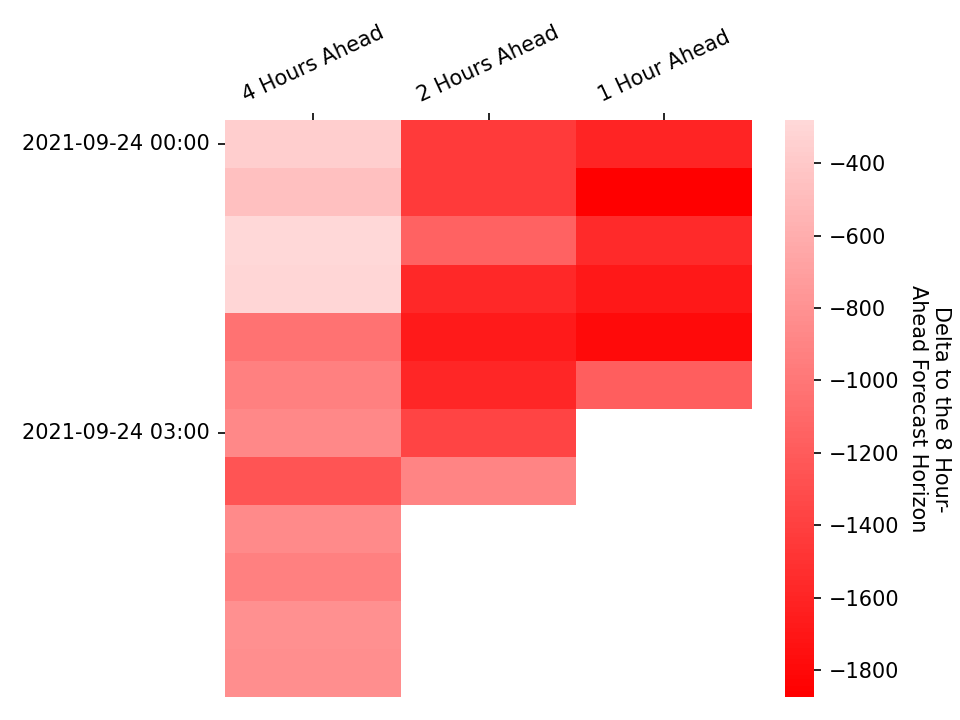 4 Hours Ahead
2 Hours Ahead
1 Hour Ahead
2021-09-24 00:00
2021-09-24 03:00
−400
−600
−800
−1000
−1200
−1400
−1600
−1800
Delta to the 8 Hour-
Ahead Forecast Horizon